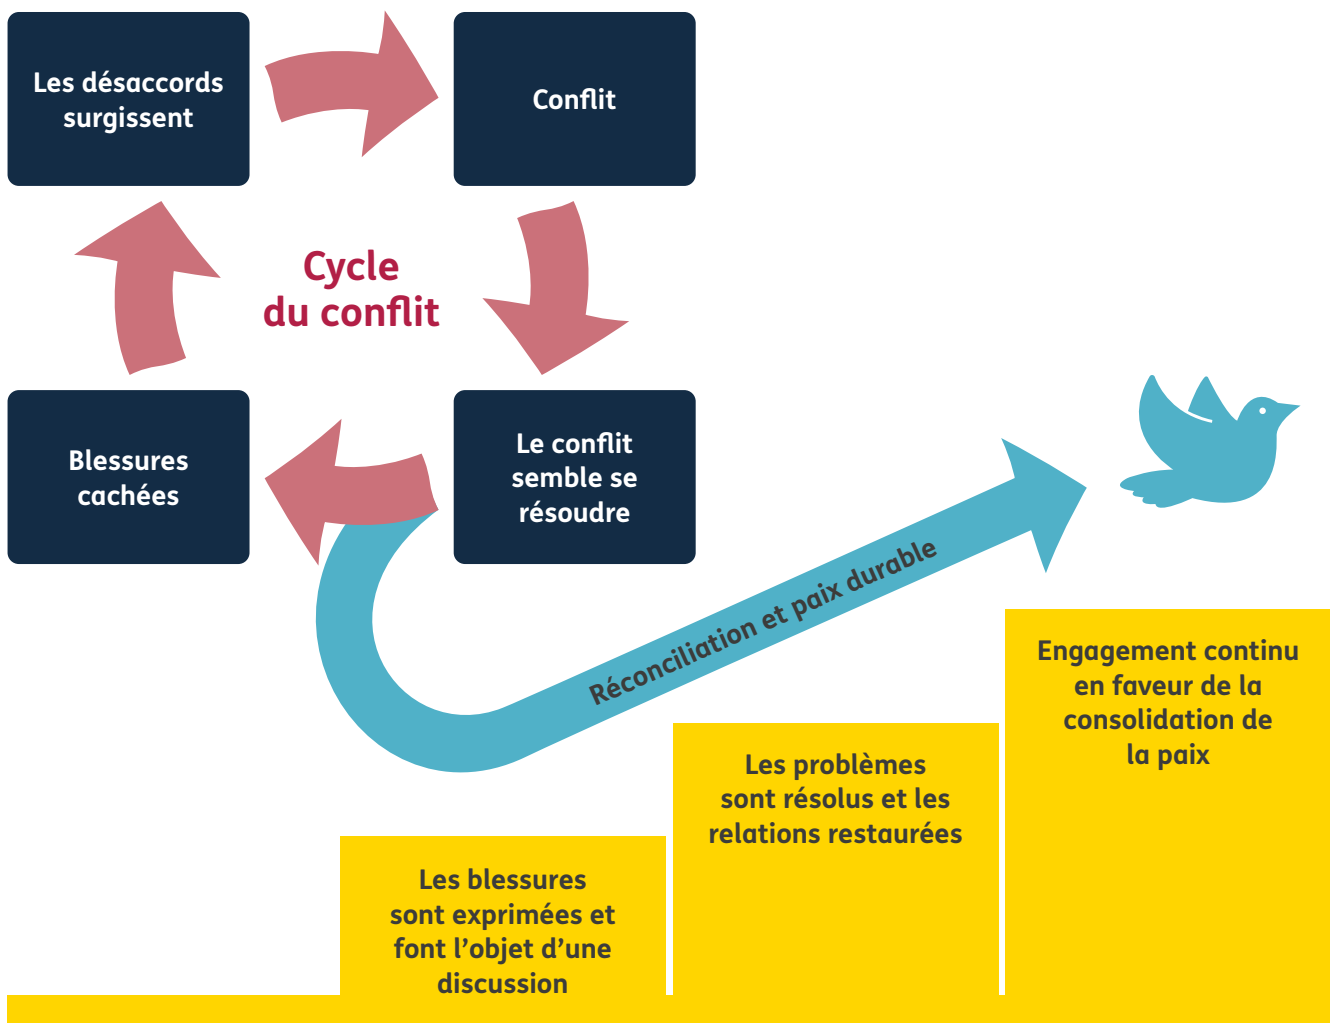 Les désaccords
surgissent
Conflit
Cycle
du conflit
Blessures
cachées
Le conflit
semble se
résoudre
Réconciliation et paix durable
Engagement continu
en faveur de la
consolidation de
la paix
Les problèmes
sont résolus et les
relations restaurées
Les blessures
sont exprimées et
font l’objet d’une
discussion